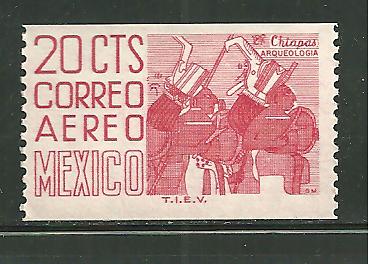 20 CTS
CORREO
AEREO
MEXICO
Chiapas
ARQUEOLOGIA
T.I.E.V.